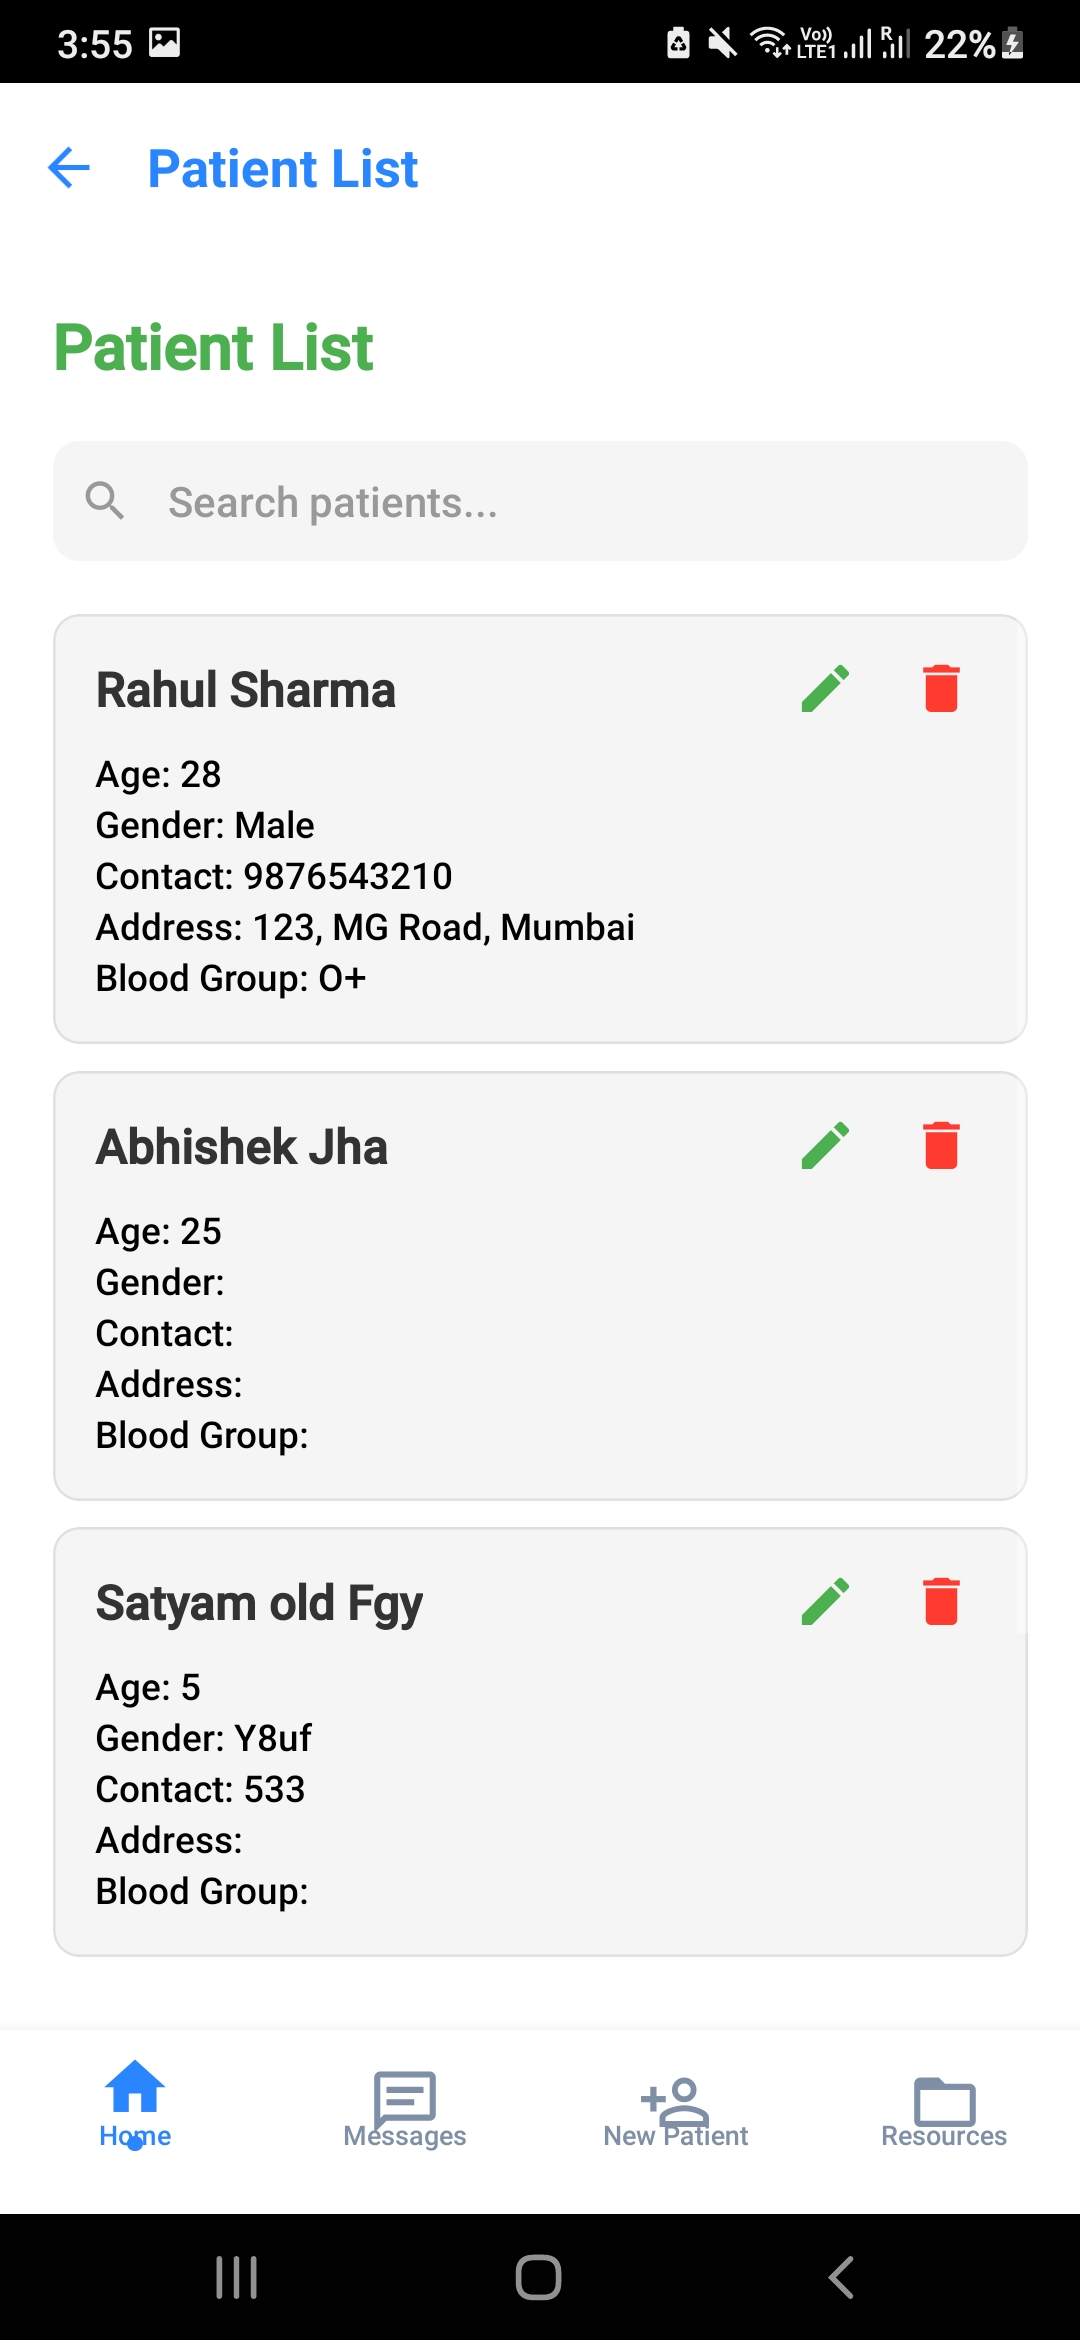 3:55
Vo)) LTE1 R 22%
Patient List
Patient List
Search patients...
Rahul Sharma
Age: 28
Gender: Male
Contact: 9876543210
Address: 123, MG Road, Mumbai
Blood Group: O+
Abhishek Jha
Age: 25
Gender:
Contact:
Address:
Blood Group:
Satyam old Fgy
Age: 5
Gender: Y8uf
Contact: 533
Address:
Blood Group:
Home Messages New Patient Resources